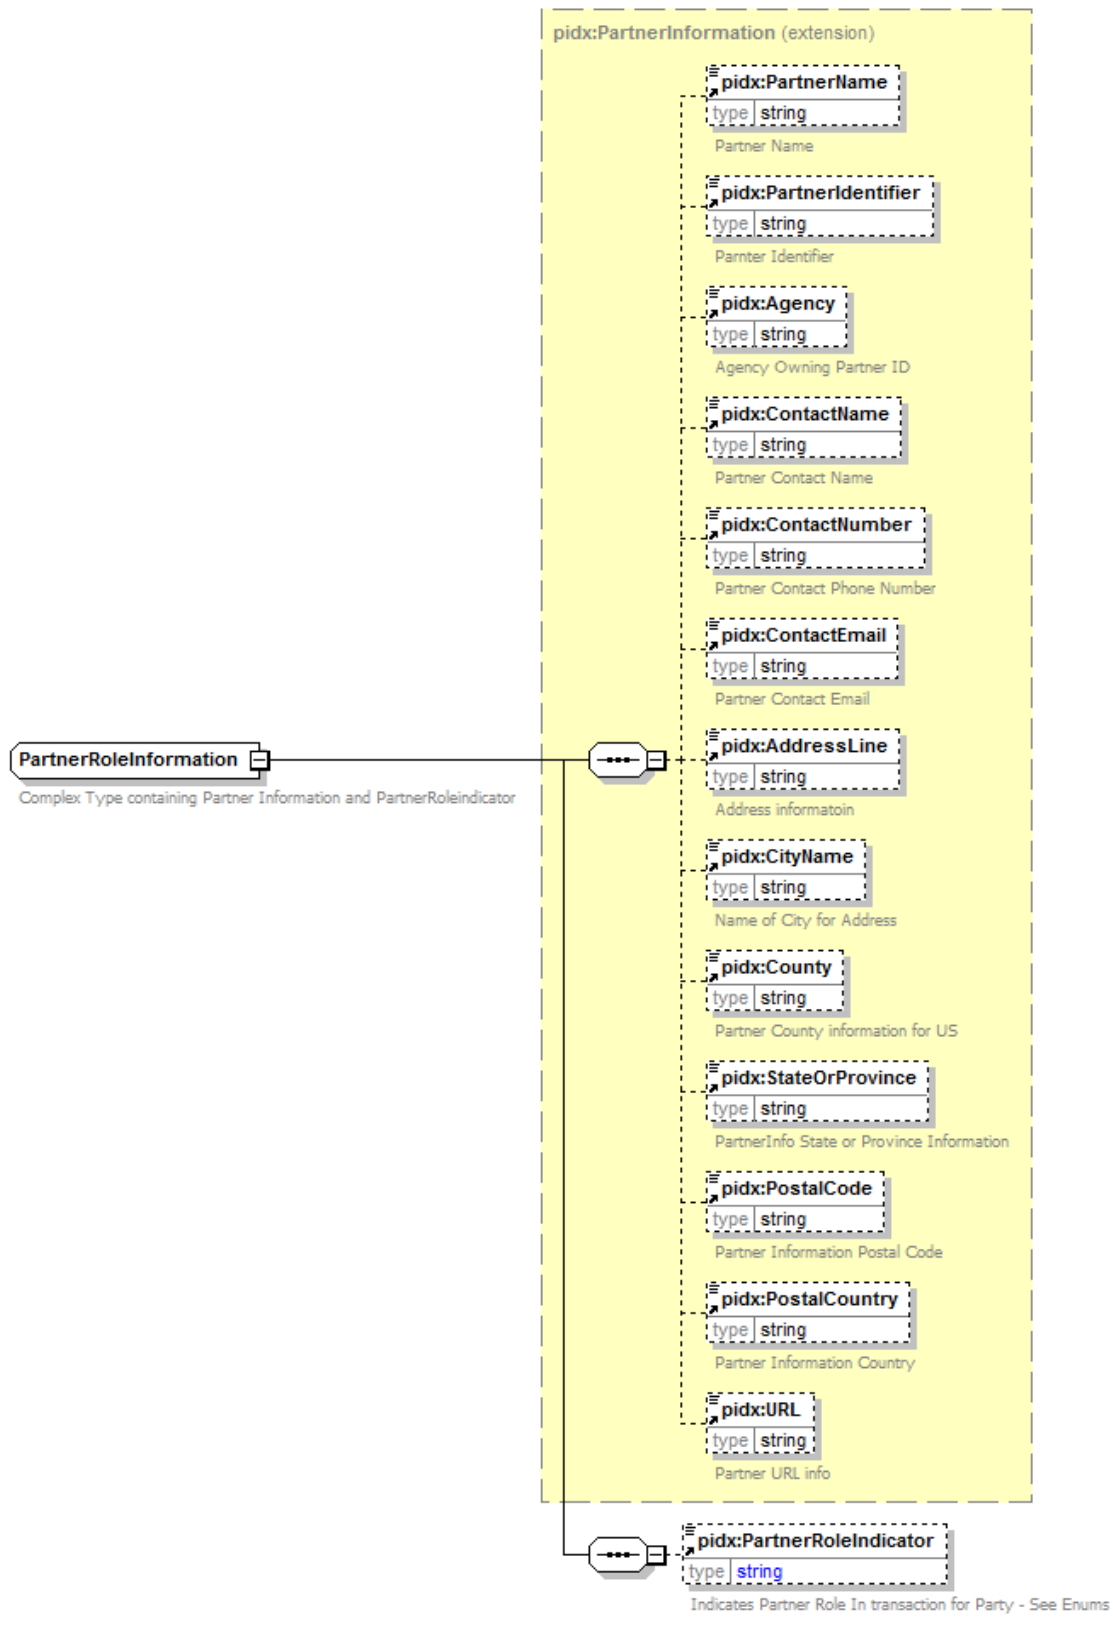 pidx:PartnerInformation (extension)
pidx:PartnerName
type string
Partner Name
pidx:PartnerIdentifier
type string
Parnter Identifier
pidx:Agency
type string
Agency Owning Partner ID
pidx:ContactName
type string
Partner Contact Name
pidx:ContactNumber
type string
Partner Contact Phone Number
pidx:ContactEmail
type string
Partner Contact Email
PartnerRoleInformation
Complex Type containing Partner Information and PartnerRoleindicator
pidx:AddressLine
type string
Address informatoin
pidx:CityName
type string
Name of City for Address
pidx:County
type string
Partner County information for US
pidx:StateOrProvince
type string
PartnerInfo State or Province Information
pidx:PostalCode
type string
Partner Information Postal Code
pidx:PostalCountry
type string
Partner Information Country
pidx:URL
type string
Partner URL info
pidx:PartnerRoleIndicator
type string
Indicates Partner Role In transaction for Party - See Enums